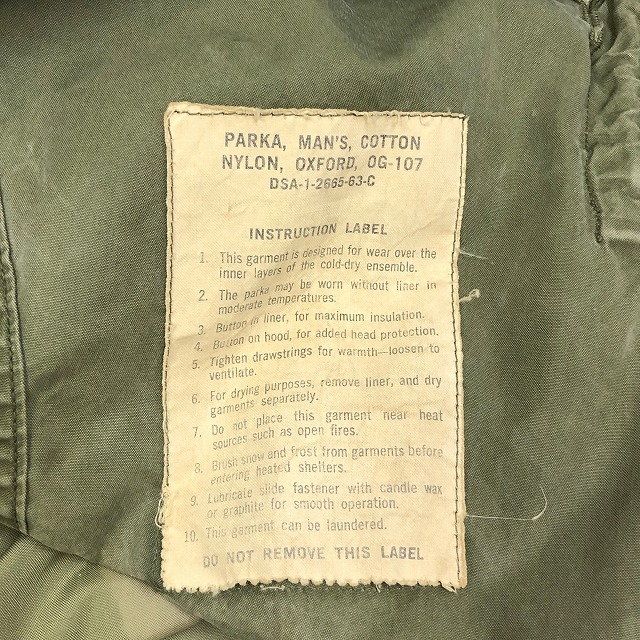 PARKA, MAN'S, COTTON
NYLON, OXFORD, OG-107
DSA-1-2665-63-C
INSTRUCTION LABEL
1. This garment is designed for wear over the
inner layers of the cold-dry ensemble.
2. The parka may be worn without liner in
moderate temperatures.
3. Button in liner, for maximum insulation.
4. Button on hood, for added head protection.
5. Tighten drawstrings for warmth—loosen to
ventilate.
6. For drying purposes, remove liner, and dry
garments separately.
7. Do not place this garment near heat
sources such as open fires.
8. Brush snow and frost from garments before
entering heated shelters.
9. Lubricate slide fastener with candle wax
or graphite for smooth operation.
10. This garment can be laundered.
DO NOT REMOVE THIS LABEL